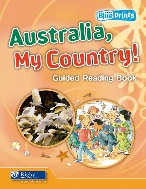 BluePrints
Australia,
My Country!
Guided Reading Book
Rigby